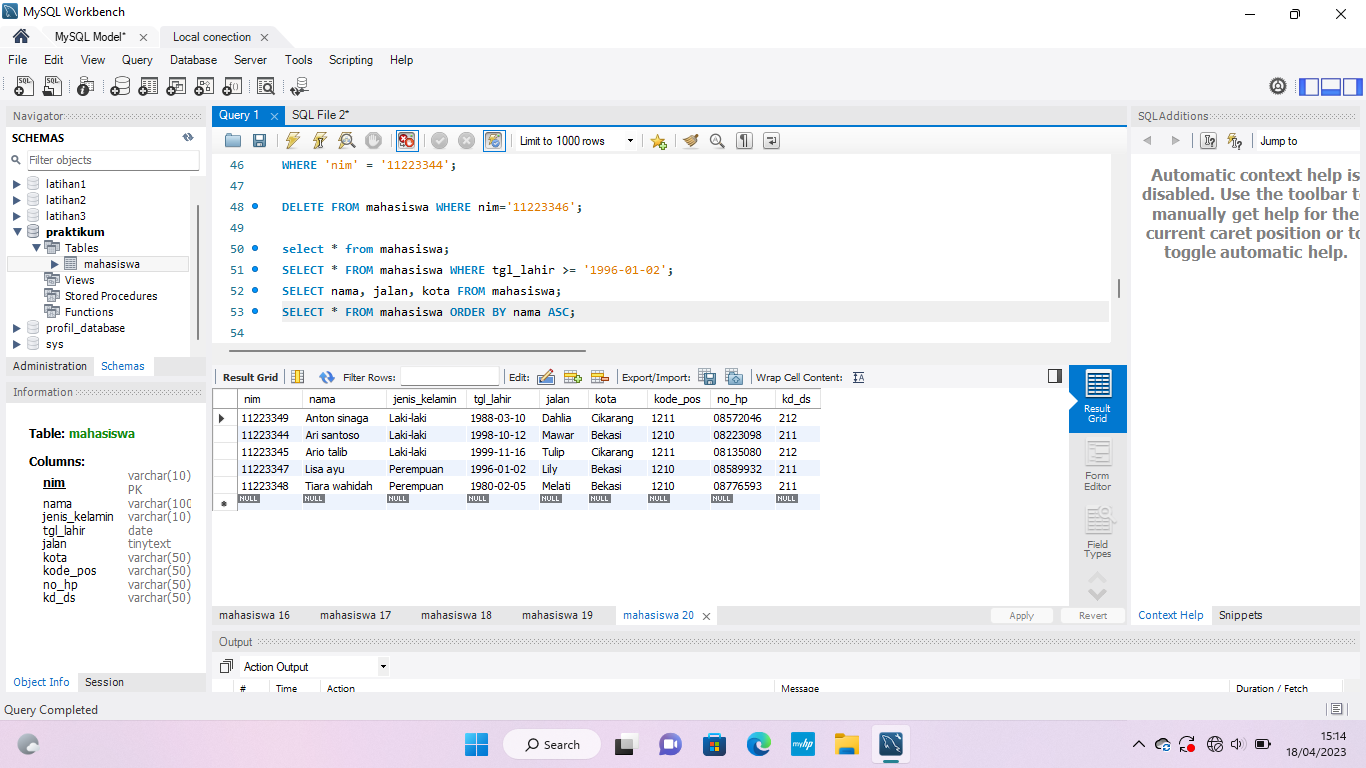 MySQL Workbench
MySQL Model*
Local conection
File Edit View Query Database Server Tools Scripting Help
Navigator
SCHEMAS
Filter objects
latihan1
latihan2
latihan3
praktikum
Tables
mahasiswa
Views
Stored Procedures
Functions
profil_database
sys
Administration Schemas
Information
Table: mahasiswa
Columns:
nim varchar(10) PK
nama varchar(100
jenis_kelamin varchar(10)
tgl_lahir date
jalan tinytext
kota varchar(50)
kode_pos varchar(50)
no_hp varchar(50)
kd_ds varchar(50)
Object Info Session
Query 1 SQL File 2*
Limit to 1000 rows
46 WHERE 'nim' = '11223344';
47
48 DELETE FROM mahasiswa WHERE nim='11223346';
49
50 select * from mahasiswa;
51 SELECT * FROM mahasiswa WHERE tgl_lahir >= '1996-01-02';
52 SELECT nama, jalan, kota FROM mahasiswa;
53 SELECT * FROM mahasiswa ORDER BY nama ASC;
54
Result Grid Filter Rows: Edit: Export/Import: Wrap Cell Content:
nim nama jenis_kelamin tgl_lahir jalan kota kode_pos no_hp kd_ds
11223349 Anton sinaga Laki-laki 1988-03-10 Dahlia Cikarang 1211 08572046 212
11223344 Ari santoso Laki-laki 1998-10-12 Mawar Bekasi 1210 08223098 211
11223345 Ario talib Laki-laki 1999-11-16 Tulip Cikarang 1211 08135080 212
11223347 Lisa ayu Perempuan 1996-01-02 Lily Bekasi 1210 08589932 211
11223348 Tiara wahidah Perempuan 1980-02-05 Melati Bekasi 1210 08776593 211
NULL NULL NULL NULL NULL NULL NULL NULL NULL
Result Grid
Form Editor
Field Types
mahasiswa 16 mahasiswa 17 mahasiswa 18 mahasiswa 19 mahasiswa 20
Apply Revert
Output
Action Output
# Time Action Message Duration / Fetch
SQLAdditions
Jump to
Automatic context help is
disabled. Use the toolbar t
manually get help for the
current caret position or to
toggle automatic help.
Context Help Snippets
Query Completed
Search
15:14
18/04/2023